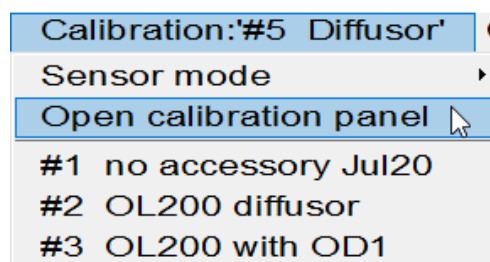 Calibration:'#5 Diffusor'
Sensor mode
Open calibration panel
#1 no accessory Jul20
#2 OL200 diffusor
#3 OL200 with OD1